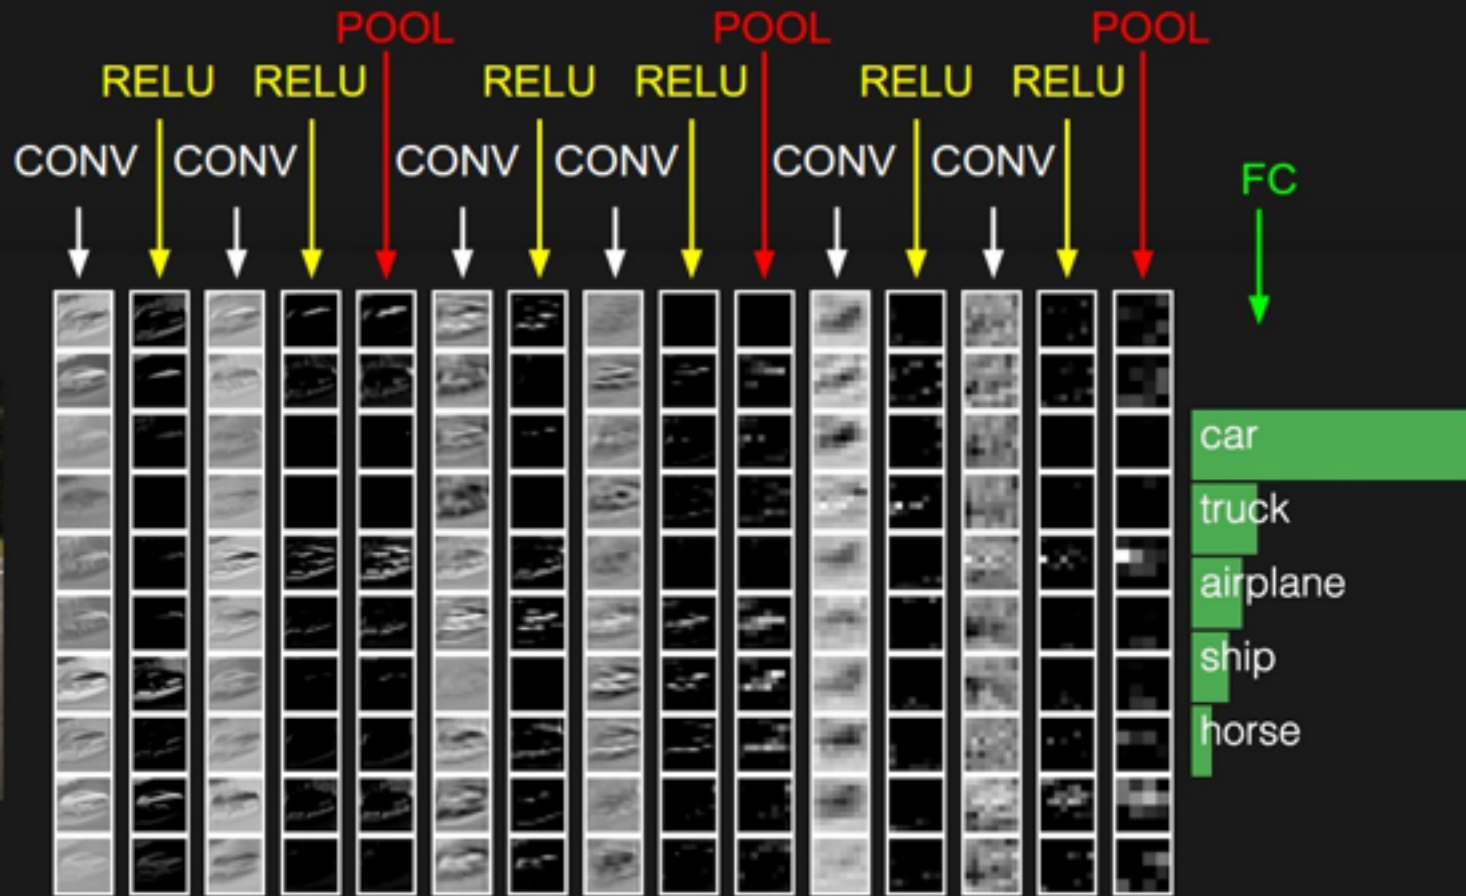 POOL POOL POOL
RELU RELU RELU RELU RELU RELU
CONV CONV CONV CONV CONV CONV
FC
car
truck
airplane
ship
horse